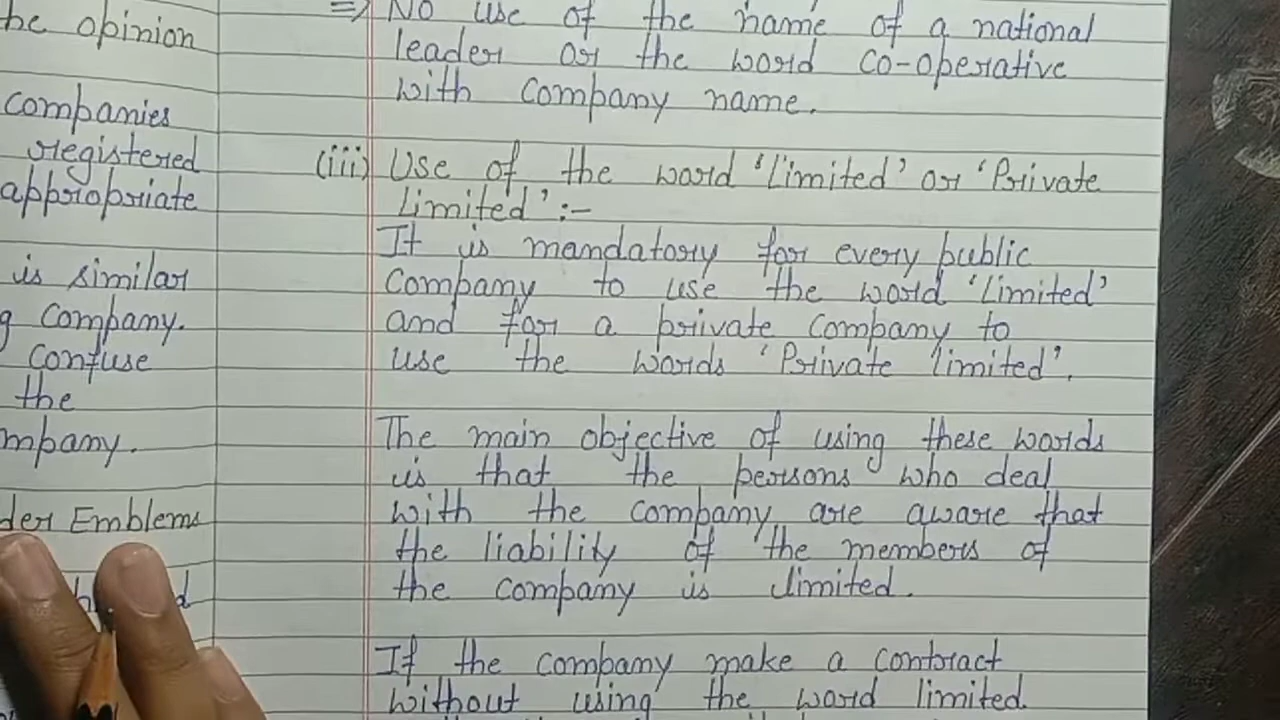 he opinion
companies
registered
appropriate
is similar
g company.
confuse
the
mpany.
der Emblems
=> No use of the name of a national
leader or the word Co-operative
with company name.
(iii) Use of the word 'Limited' or 'Private
Limited' :-
It is mandatory for every public
Company to use the word 'Limited'
and for a private company to
use the words 'Private limited'.
The main objective of using these words
is that the persons who deal
with the company are aware that
the liability of the members of
the company is limited.
If the company make a contract
without using the word limited.